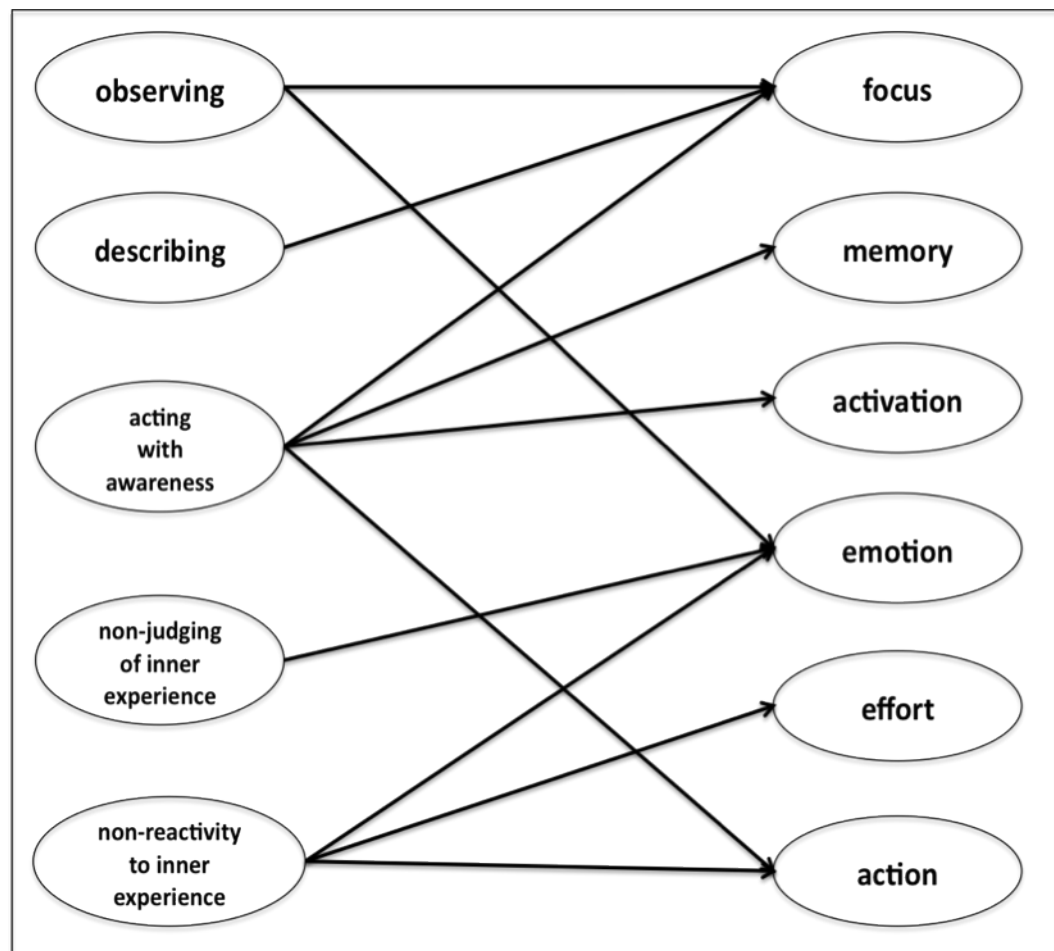 observing
focus
describing
memory
acting
with
awareness
activation
non-judging
of inner
experience
emotion
effort
non-reactivity
to inner
experience
action